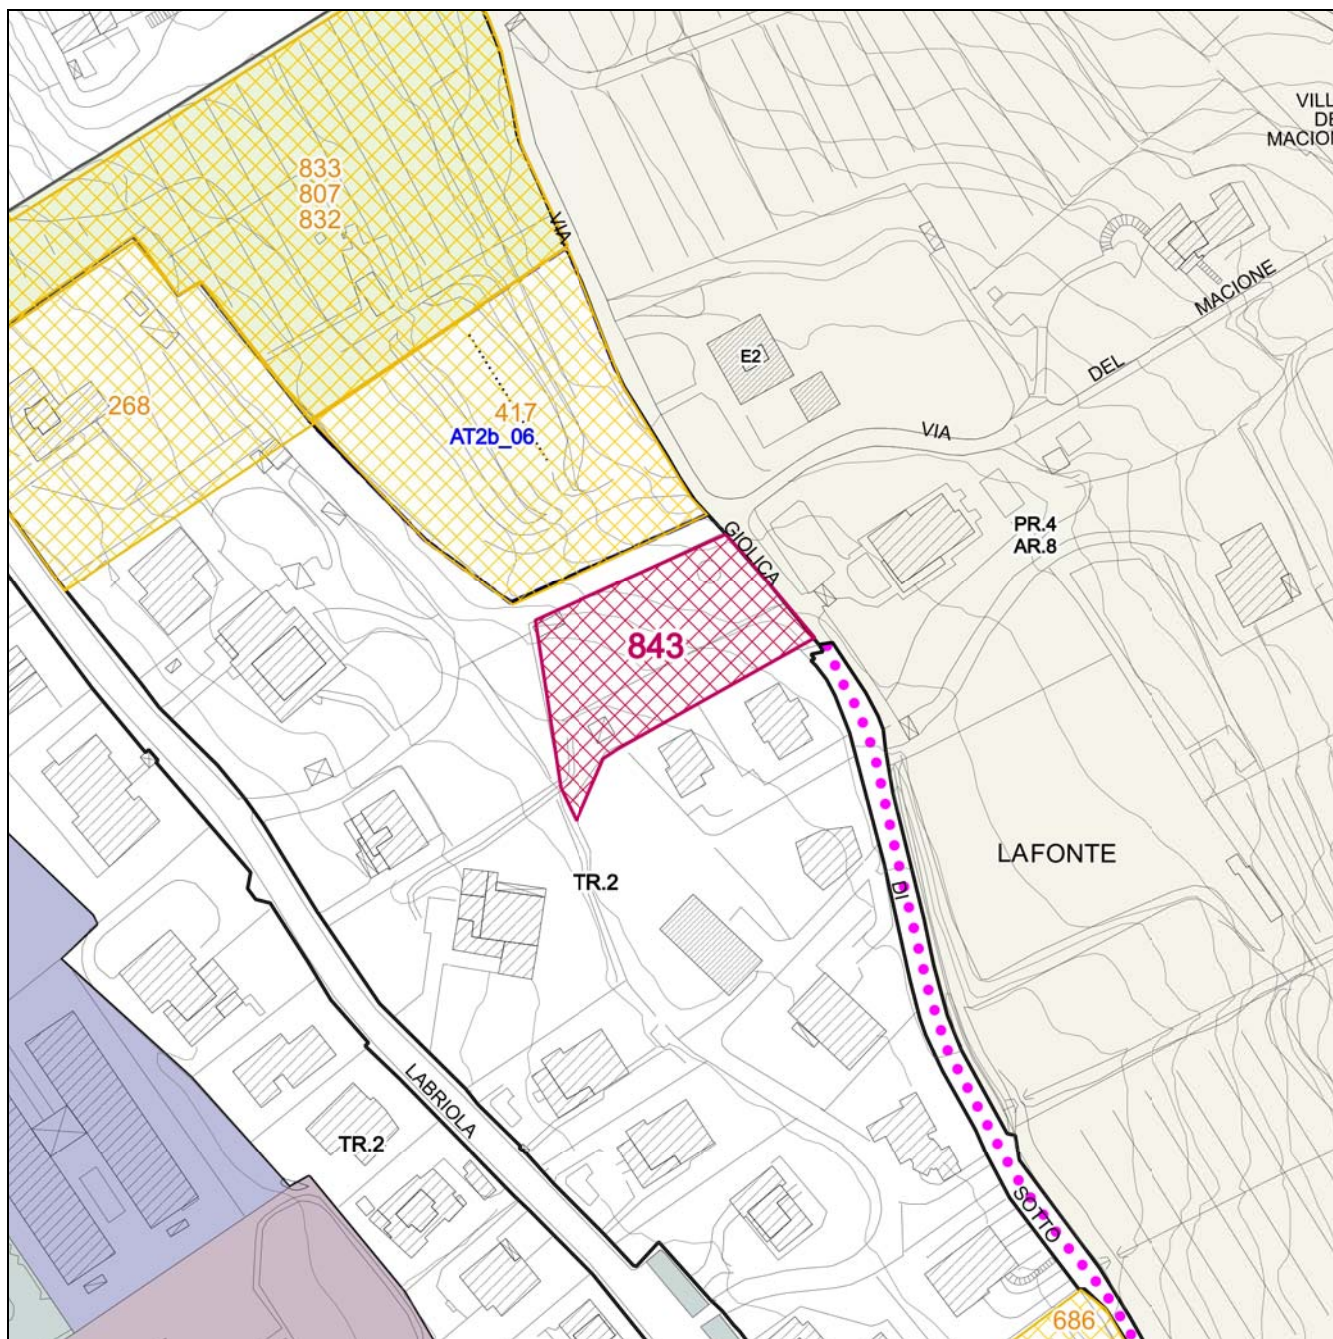 VILL
DE
MACIO
833
807
832
VIA
MACIONE
E2
DEL
268
417
AT2b_06
VIA
GIOLICA
PR.4
AR.8
843
LAFONTE
TR.2
DI
LABRIOLA
TR.2
SOTTO
686